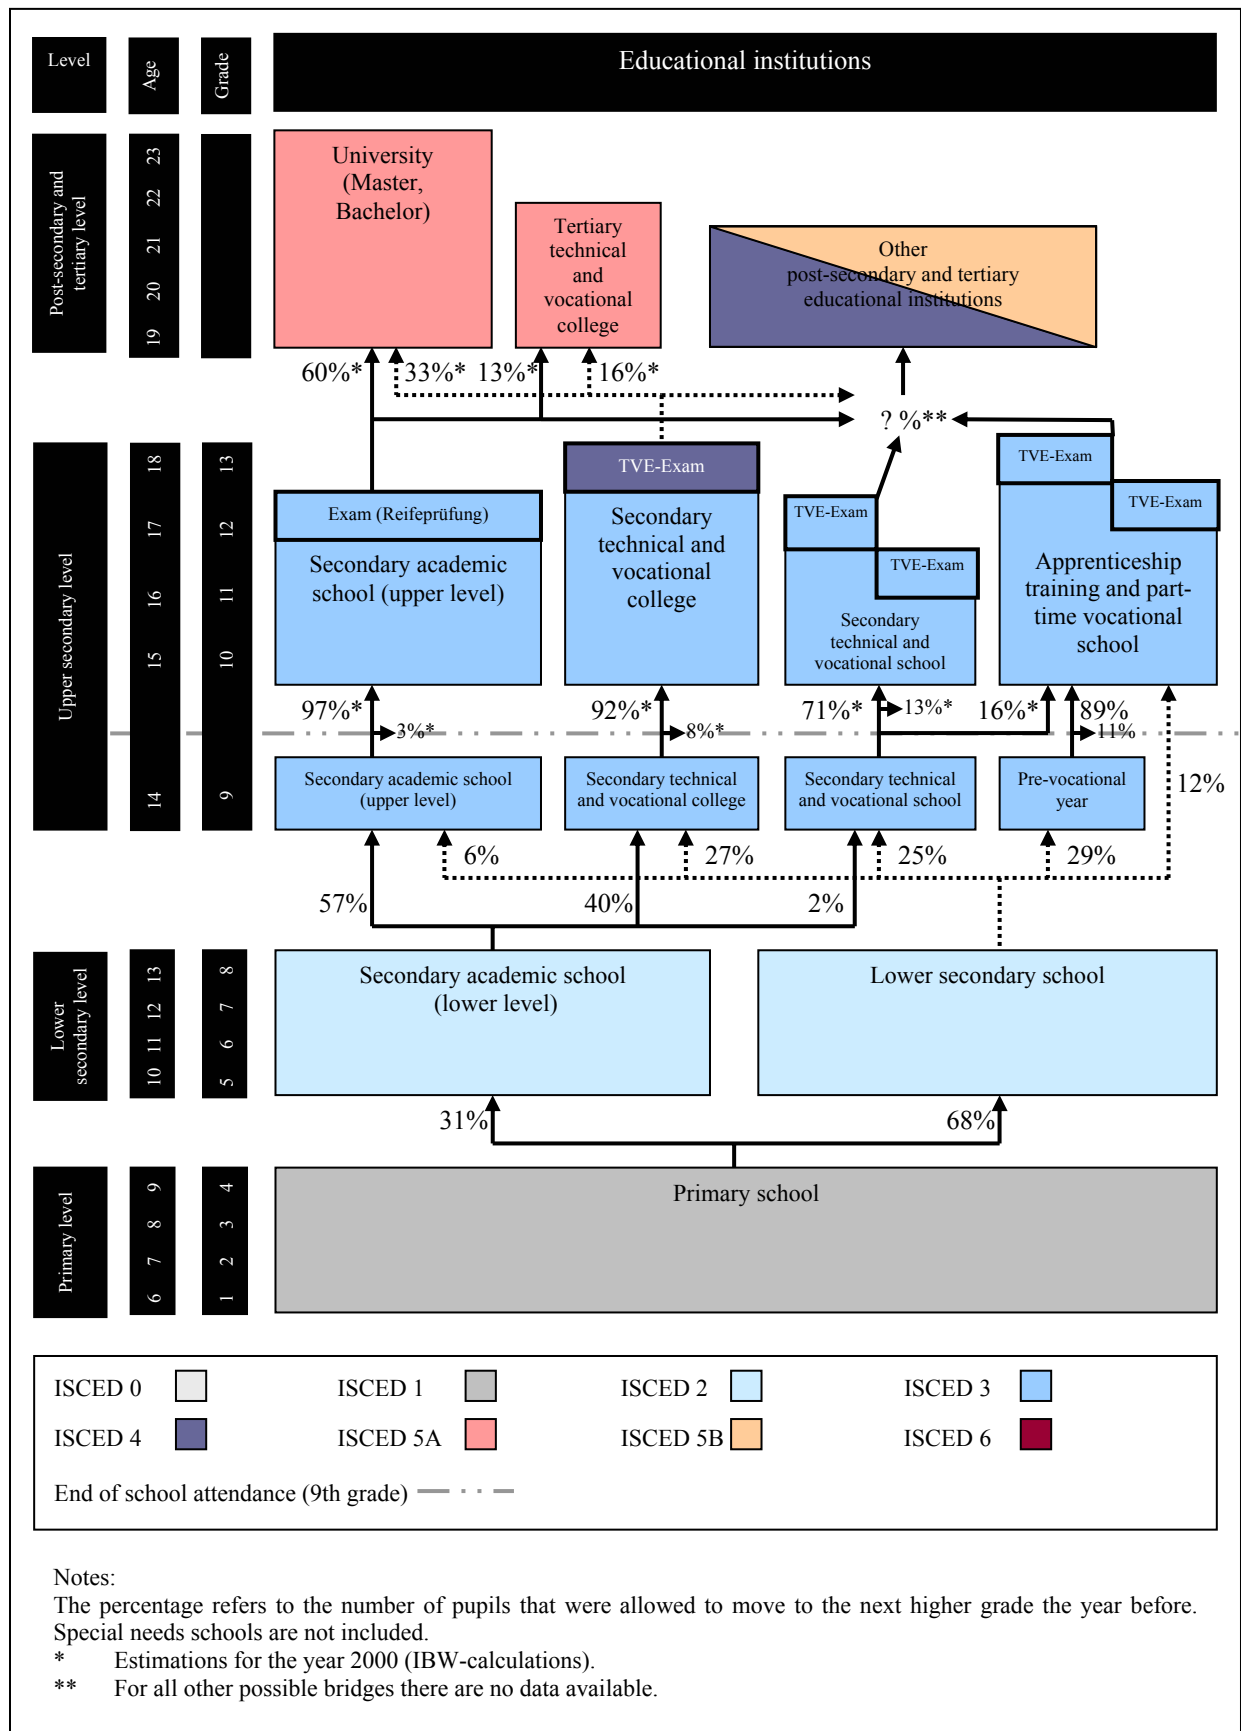 Level
Age
Grade
Educational institutions
Post-secondary and
tertiary level
19 20 21 22 23
University
(Master,
Bachelor)
Tertiary
technical
and
vocational
college
Other
post-secondary and tertiary
educational institutions
60%*
33%*
13%*
16%*
? %**
Upper secondary level
14 15 16 17 18
9 10 11 12 13
Exam (Reifeprüfung)
Secondary academic
school (upper level)
TVE-Exam
Secondary
technical and
vocational
college
TVE-Exam
TVE-Exam
Secondary
technical and
vocational school
TVE-Exam
TVE-Exam
Apprenticeship
training and part-
time vocational
school
97%*
3%*
92%*
8%*
71%*
13%*
16%*
89%
11%
12%
Secondary academic school
(upper level)
Secondary technical
and vocational college
Secondary technical
and vocational school
Pre-vocational
year
6%
27%
25%
29%
57%
40%
2%
Lower
secondary level
10 11 12 13
5 6 7 8
Secondary academic school
(lower level)
Lower secondary school
31%
68%
Primary level
6 7 8 9
1 2 3 4
Primary school
ISCED 0
ISCED 1
ISCED 2
ISCED 3
ISCED 4
ISCED 5A
ISCED 5B
ISCED 6
End of school attendance (9th grade)
Notes:
The percentage refers to the number of pupils that were allowed to move to the next higher grade the year before.
Special needs schools are not included.
* Estimations for the year 2000 (IBW-calculations).
** For all other possible bridges there are no data available.